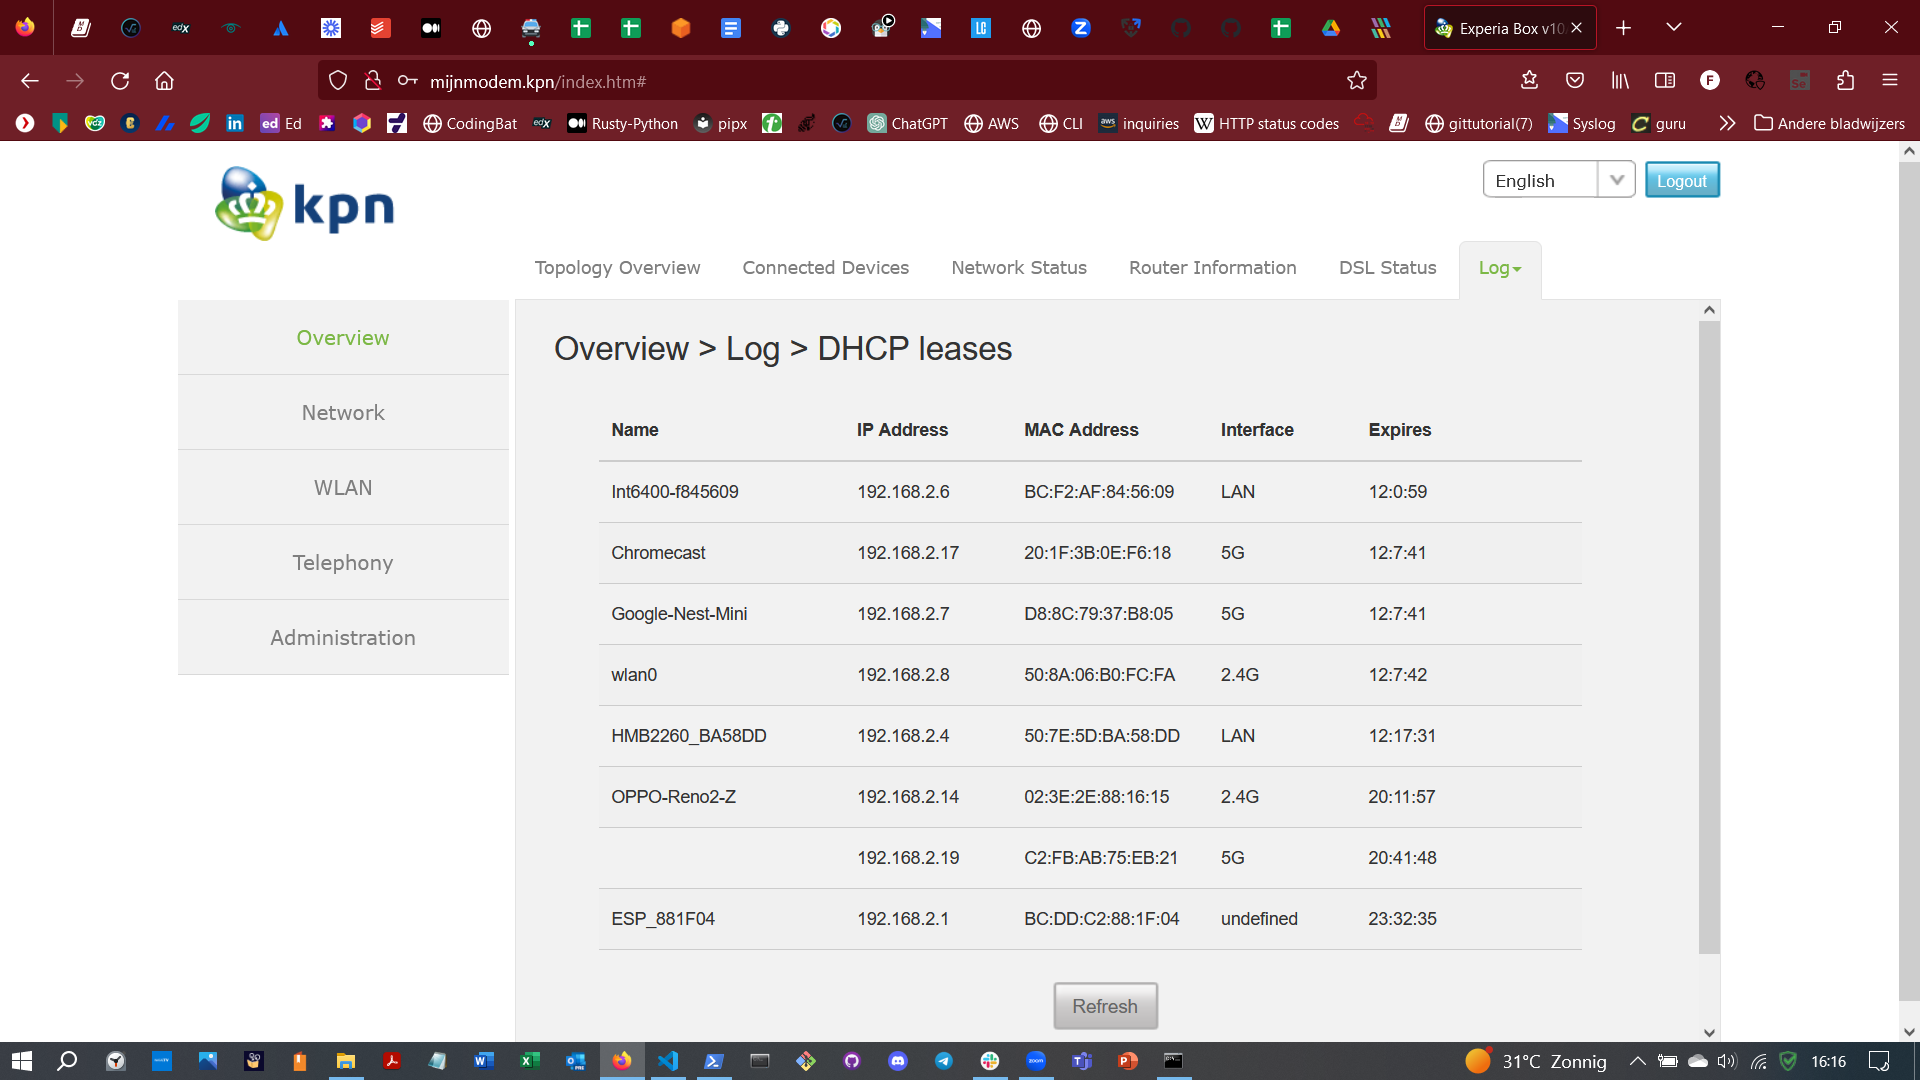 Experia Box v10
mijnmodem.kpn/index.htm#
Ed
CodingBat
edX
Rusty-Python
pipx
ChatGPT
AWS
CLI
inquiries
HTTP status codes
gittutorial(7)
Syslog
guru
Andere bladwijzers
kpn
English
Logout
Topology Overview
Connected Devices
Network Status
Router Information
DSL Status
Log
Overview
Network
WLAN
Telephony
Administration
Overview > Log > DHCP leases
Name IP Address MAC Address Interface Expires
Int6400-f845609 192.168.2.6 BC:F2:AF:84:56:09 LAN 12:0:59
Chromecast 192.168.2.17 20:1F:3B:0E:F6:18 5G 12:7:41
Google-Nest-Mini 192.168.2.7 D8:8C:79:37:B8:05 5G 12:7:41
wlan0 192.168.2.8 50:8A:06:B0:FC:FA 2.4G 12:7:42
HMB2260_BA58DD 192.168.2.4 50:7E:5D:BA:58:DD LAN 12:17:31
OPPO-Reno2-Z 192.168.2.14 02:3E:2E:88:16:15 2.4G 20:11:57
192.168.2.19 C2:FB:AB:75:EB:21 5G 20:41:48
ESP_881F04 192.168.2.1 BC:DD:C2:88:1F:04 undefined 23:32:35
Refresh
31°C Zonnig
16:16